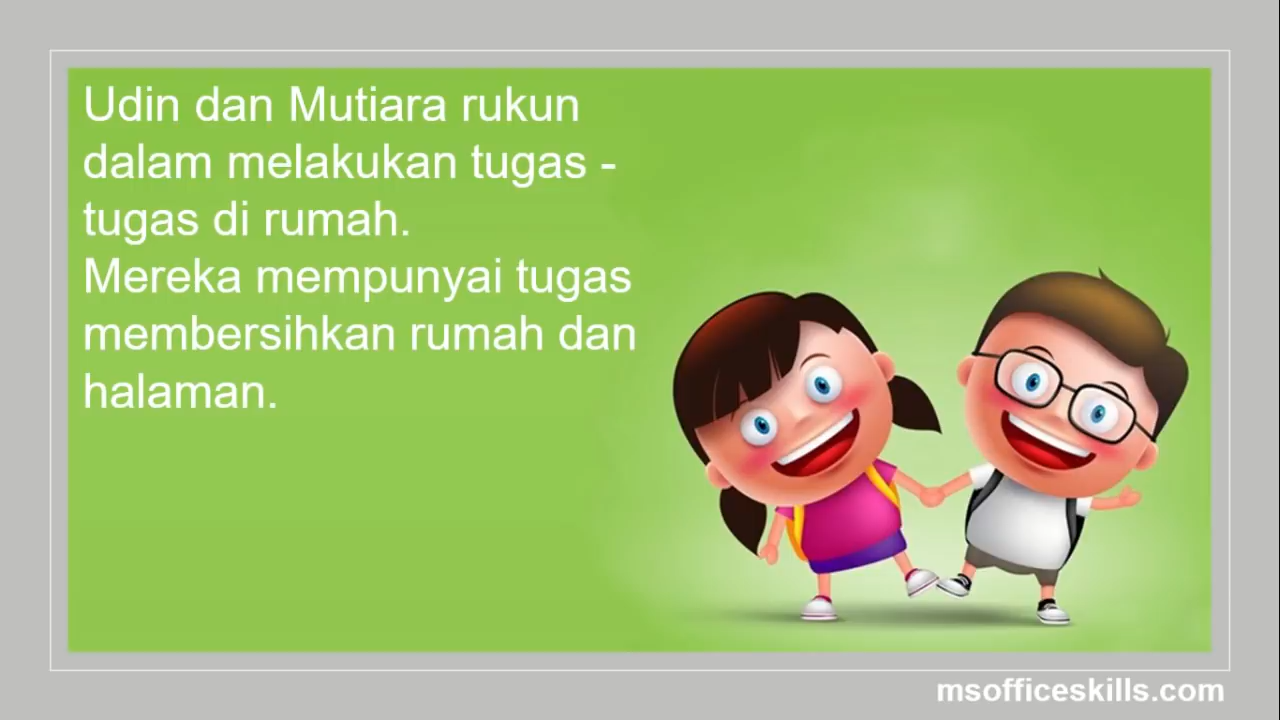 Udin dan Mutiara rukun
dalam melakukan tugas -
tugas di rumah.
Mereka mempunyai tugas
membersihkan rumah dan
halaman.
msofficeskills.com